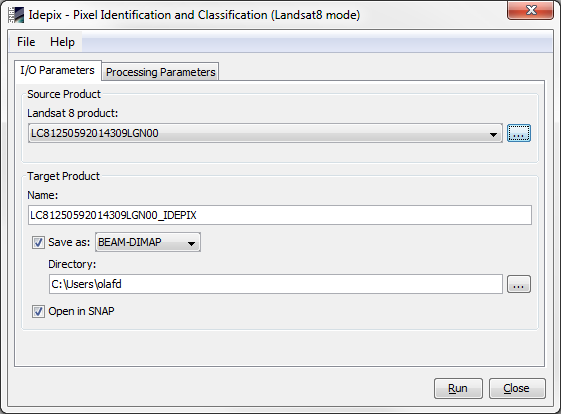 Idepix - Pixel Identification and Classification (Landsat8 mode)
File Help
I/O Parameters Processing Parameters
Source Product
Landsat 8 product:
LC81250592014309LGN00
...
Target Product
Name:
LC81250592014309LGN00_IDEPIX
Save as: BEAM-DIMAP
Directory:
C:\Users\olafd
...
Open in SNAP
Run Close